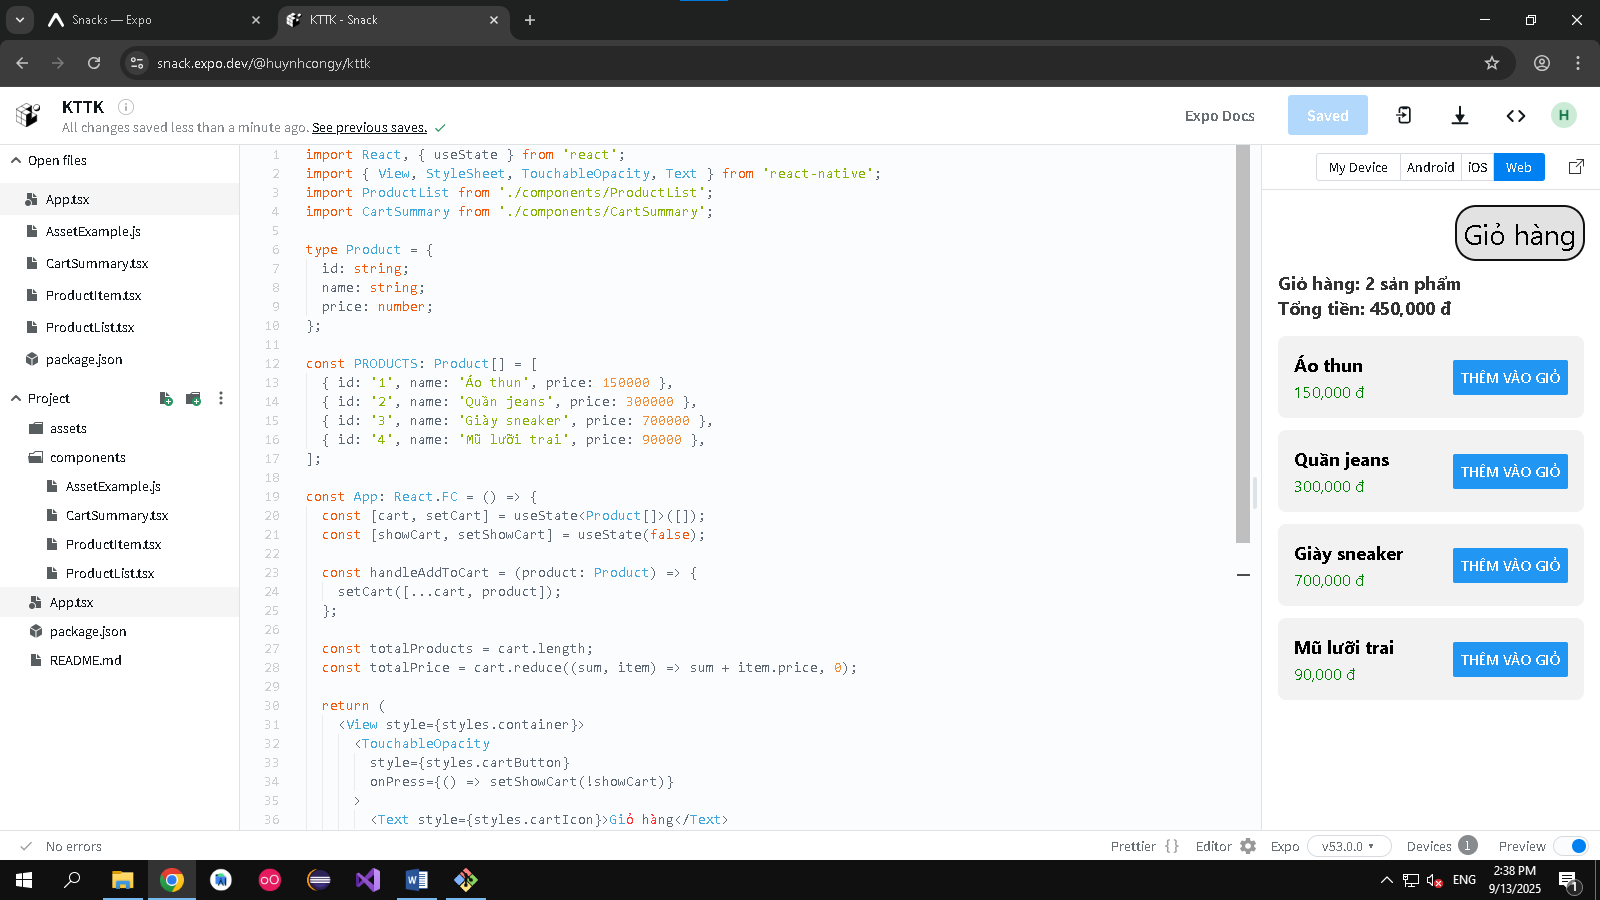 Snacks — Expo
KTTK - Snack
snack.expo.dev/@huynhcongy/kttk
KTTK
All changes saved less than a minute ago. See previous saves.
Expo Docs
Saved
H
Open files
App.tsx
AssetExample.js
CartSummary.tsx
ProductItem.tsx
ProductList.tsx
package.json
Project
assets
components
AssetExample.js
CartSummary.tsx
ProductItem.tsx
ProductList.tsx
App.tsx
package.json
README.md
1 import React, { useState } from 'react';
2 import { View, StyleSheet, TouchableOpacity, Text } from 'react-native';
3 import ProductList from './components/ProductList';
4 import CartSummary from './components/CartSummary';
5
6 type Product = {
7 id: string;
8 name: string;
9 price: number;
10 };
11
12 const PRODUCTS: Product[] = [
13 { id: '1', name: 'Áo thun', price: 150000 },
14 { id: '2', name: 'Quần jeans', price: 300000 },
15 { id: '3', name: 'Giày sneaker', price: 700000 },
16 { id: '4', name: 'Mũ lưỡi trai', price: 90000 },
17 ];
18
19 const App: React.FC = () => {
20 const [cart, setCart] = useState<Product[]>([]);
21 const [showCart, setShowCart] = useState(false);
22
23 const handleAddToCart = (product: Product) => {
24 setCart([...cart, product]);
25 };
26
27 const totalProducts = cart.length;
28 const totalPrice = cart.reduce((sum, item) => sum + item.price, 0);
29
30 return (
31 <View style={styles.container}>
32 <TouchableOpacity
33 style={styles.cartButton}
34 onPress={() => setShowCart(!showCart)}
35 >
36 <Text style={styles.cartIcon}>Giỏ hàng</Text>
My Device
Android
iOS
Web
Giỏ hàng
Giỏ hàng: 2 sản phẩm
Tổng tiền: 450,000 đ
Áo thun
150,000 đ
THÊM VÀO GIỎ
Quần jeans
300,000 đ
THÊM VÀO GIỎ
Giày sneaker
700,000 đ
THÊM VÀO GIỎ
Mũ lưỡi trai
90,000 đ
THÊM VÀO GIỎ
No errors
Prettier { }
Editor
Expo
v53.0.0
Devices 1
Preview
ENG
2:38 PM
9/13/2025
1